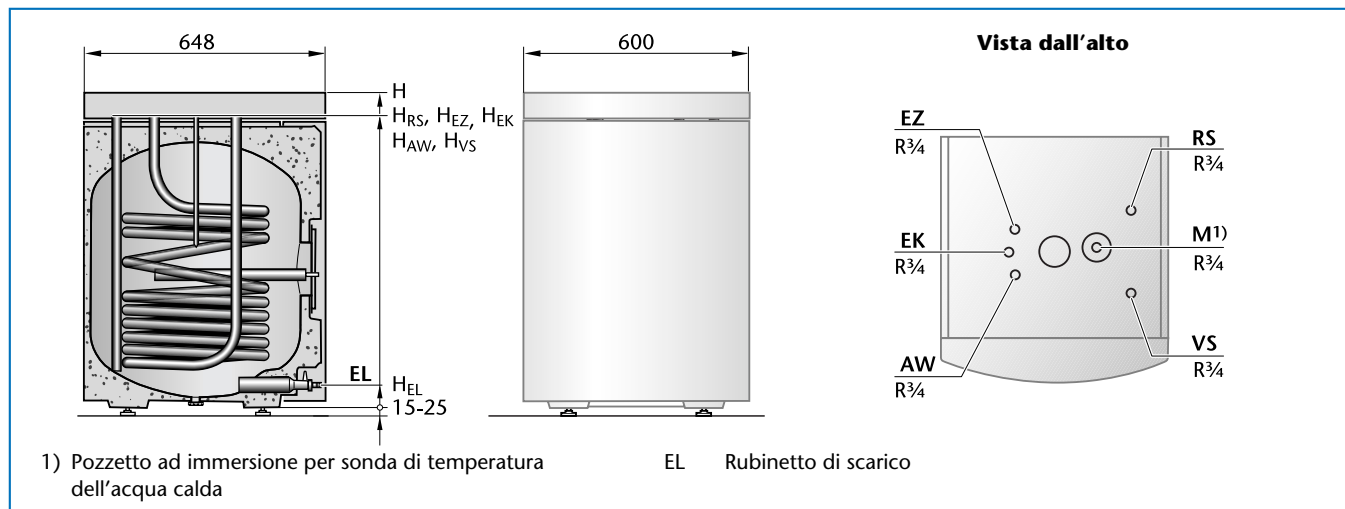 648
600
Vista dall'alto
H
HRS, HEZ, HEK
HAW, HVS
EL
HEL
15-25
EZ
R¾
EK
R¾
AW
R¾
RS
R¾
M1)
R¾
VS
R¾
1) Pozzetto ad immersione per sonda di temperatura
dell'acqua calda
EL Rubinetto di scarico